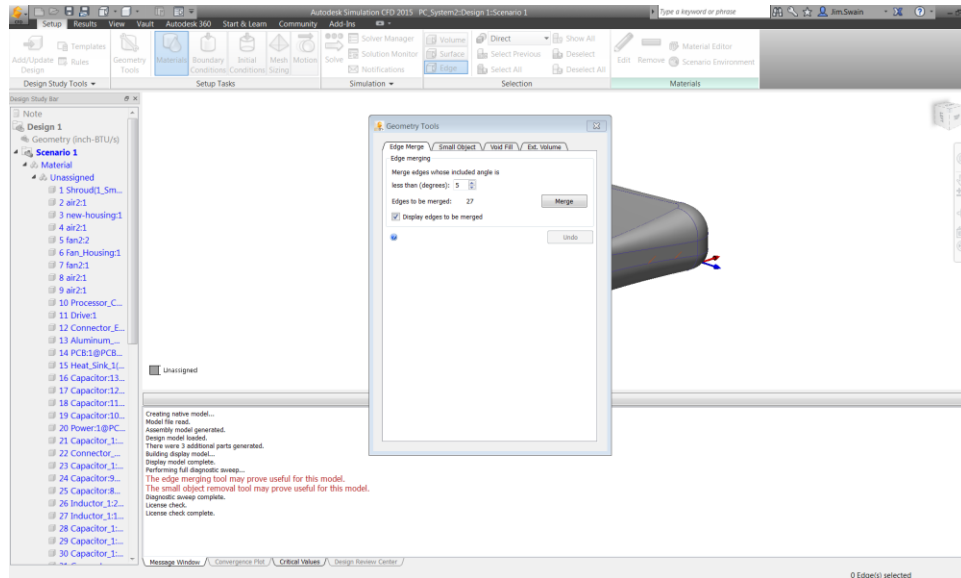 Autodesk Simulation CFD 2015 PC_System2:Design 1:Scenario 1
Type a keyword or phrase
Jim.Swain
Setup Results View Vault Autodesk 360 Start & Learn Community Add-Ins
Add/Update Design
Templates
Rules
Geometry Tools
Materials
Boundary Conditions
Initial Conditions
Mesh Sizing
Motion
Solve
Solver Manager
Solution Monitor
Notifications
Volume
Surface
Edge
Direct
Select Previous
Select All
Show All
Deselect
Deselect All
Edit
Remove
Material Editor
Scenario Environment
Design Study Tools
Setup Tasks
Simulation
Selection
Materials
Design Study Bar
Note
Design 1
Geometry (inch-BTU/s)
Scenario 1
Material
Unassigned
1 Shroud(1_Sm...
2 air2:1
3 new-housing:1
4 air2:1
5 fan2:2
6 Fan_Housing:1
7 fan2:1
8 air2:1
9 air2:1
10 Processor_C...
11 Drive:1
12 Connector_E...
13 Aluminum_...
14 PCB:1@PCB...
15 Heat_Sink_1(...
16 Capacitor:13...
17 Capacitor:12...
18 Capacitor:11...
19 Capacitor:10...
20 Power:1@PC...
21 Capacitor_1:...
22 Connector_...
23 Capacitor_1:...
24 Capacitor:9...
25 Capacitor:8...
26 Inductor_1:2...
27 Inductor_1:1...
28 Capacitor_1:...
29 Capacitor_1:...
30 Capacitor_1:...
Geometry Tools
Edge Merge Small Object Void Fill Ext. Volume
Edge merging
Merge edges whose included angle is
less than (degrees): 5
Edges to be merged: 27
Merge
Display edges to be merged
Undo
Unassigned
Creating native model...
Model file read.
Assembly model generated.
Design model loaded.
There were 3 additional parts generated.
Building display model...
Display model complete.
Performing full diagnostic sweep...
The edge merging tool may prove useful for this model.
The small object removal tool may prove useful for this model.
Diagnostic sweep complete.
License check.
License check complete.
Message Window Convergence Plot Critical Values Design Review Center
0 Edge(s) selected